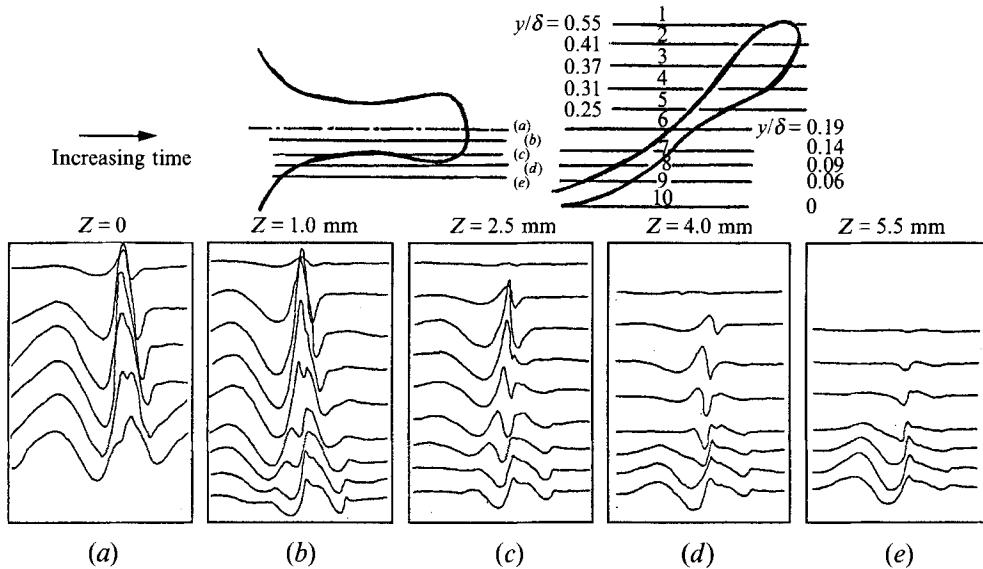 y/δ = 0.55
0.41
0.37
0.31
0.25
1
2
3
4
5
6
7
8
9
10
y/δ =
0.19
0.14
0.09
0.06
0
(a)
(b)
(c)
(d)
(e)
Increasing time
Z = 0
Z = 1.0 mm
Z = 2.5 mm
Z = 4.0 mm
Z = 5.5 mm
(a)
(b)
(c)
(d)
(e)